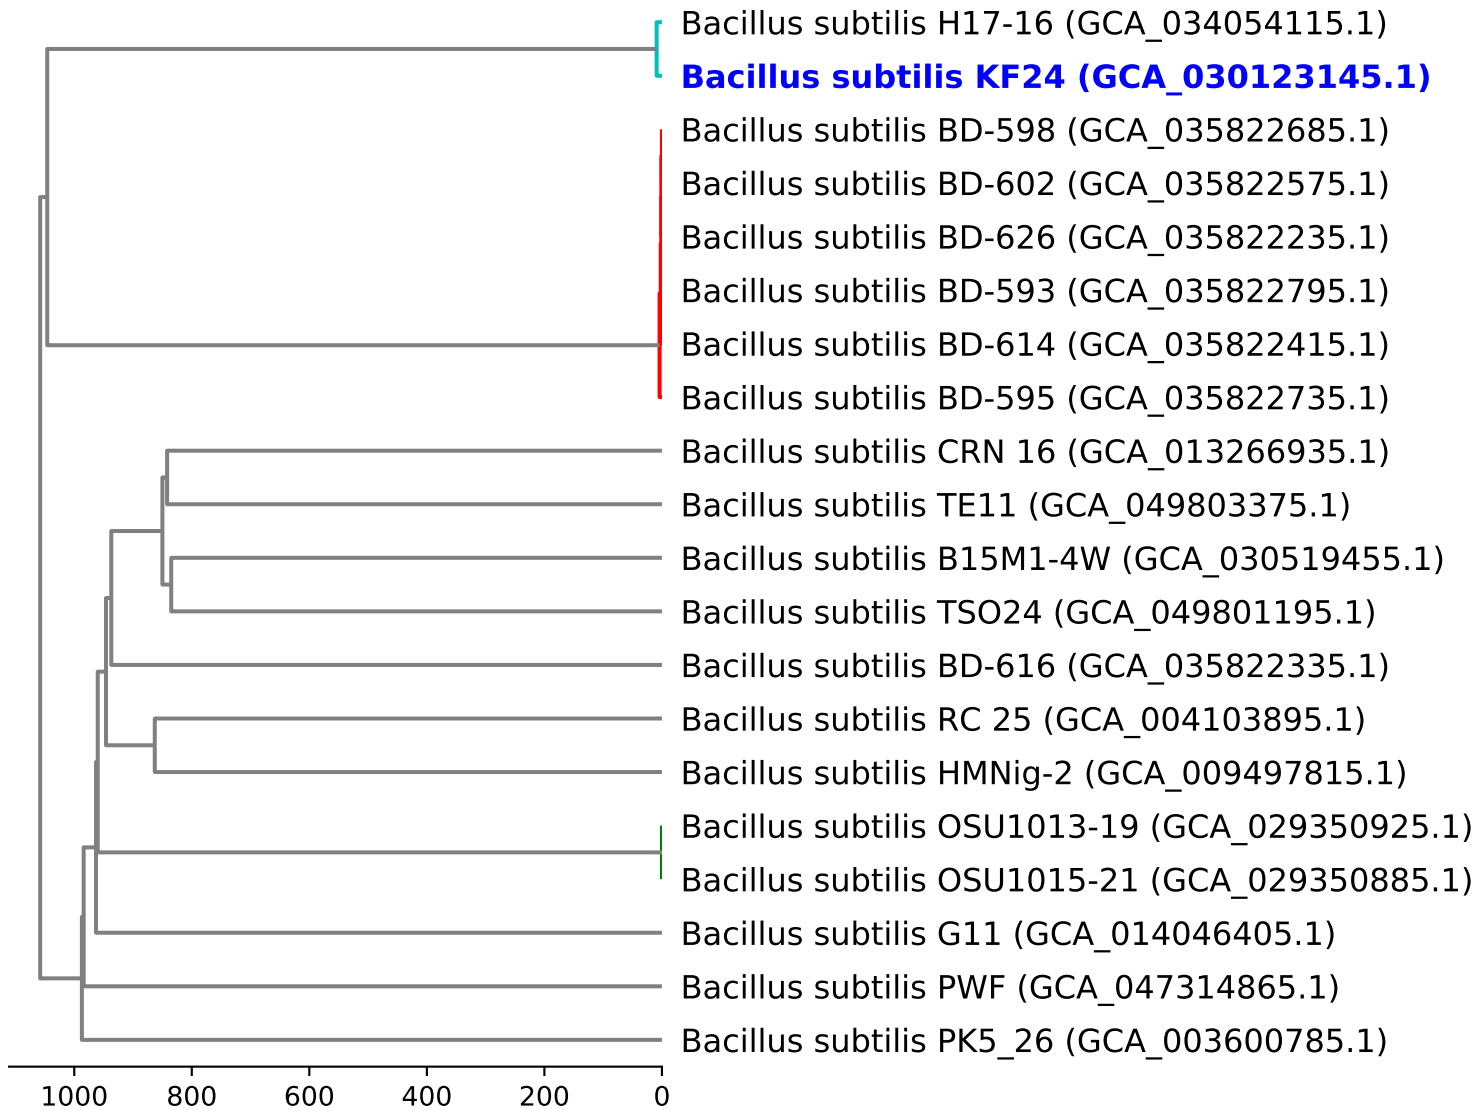 Bacillus subtilis H17-16 (GCA_034054115.1)
Bacillus subtilis KF24 (GCA_030123145.1)
Bacillus subtilis BD-598 (GCA_035822685.1)
Bacillus subtilis BD-602 (GCA_035822575.1)
Bacillus subtilis BD-626 (GCA_035822235.1)
Bacillus subtilis BD-593 (GCA_035822795.1)
Bacillus subtilis BD-614 (GCA_035822415.1)
Bacillus subtilis BD-595 (GCA_035822735.1)
Bacillus subtilis CRN 16 (GCA_013266935.1)
Bacillus subtilis TE11 (GCA_049803375.1)
Bacillus subtilis B15M1-4W (GCA_030519455.1)
Bacillus subtilis TSO24 (GCA_049801195.1)
Bacillus subtilis BD-616 (GCA_035822335.1)
Bacillus subtilis RC 25 (GCA_004103895.1)
Bacillus subtilis HMNig-2 (GCA_009497815.1)
Bacillus subtilis OSU1013-19 (GCA_029350925.1)
Bacillus subtilis OSU1015-21 (GCA_029350885.1)
Bacillus subtilis G11 (GCA_014046405.1)
Bacillus subtilis PWF (GCA_047314865.1)
Bacillus subtilis PK5_26 (GCA_003600785.1)
1000 800 600 400 200 0